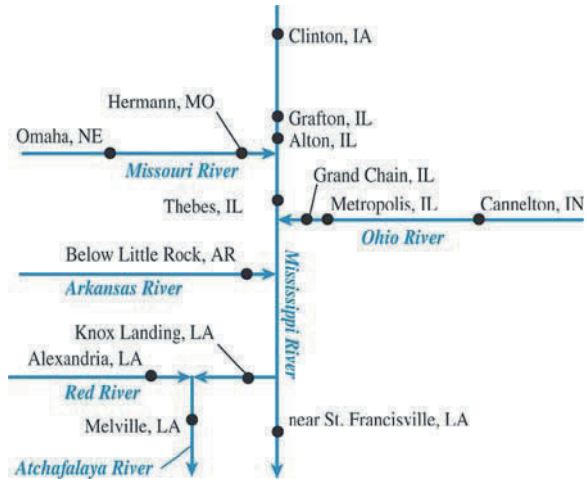 Clinton, IA
Hermann, MO
Grafton, IL
Omaha, NE
Alton, IL
Missouri River
Grand Chain, IL
Thebes, IL
Metropolis, IL
Cannelton, IN
Ohio River
Below Little Rock, AR
Arkansas River
Mississippi River
Knox Landing, LA
Alexandria, LA
Red River
Melville, LA
near St. Francisville, LA
Atchafalaya River